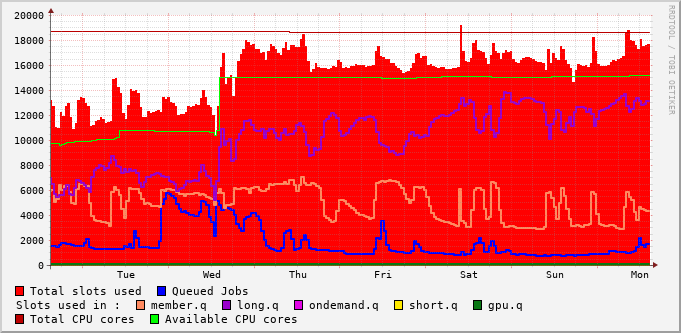 20000
18000
16000
14000
12000
10000
8000
6000
4000
2000
0
Tue Wed Thu Fri Sat Sun Mon
Total slots used Queued Jobs
Slots used in : member.q long.q ondemand.q short.q gpu.q
Total CPU cores Available CPU cores
RRDTOOL / TOBI OETIKER